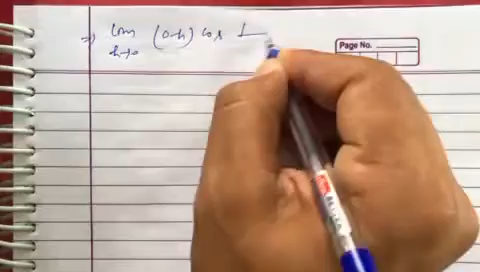 ⇒ lim (0-h) cos 1
h→0
Page No.